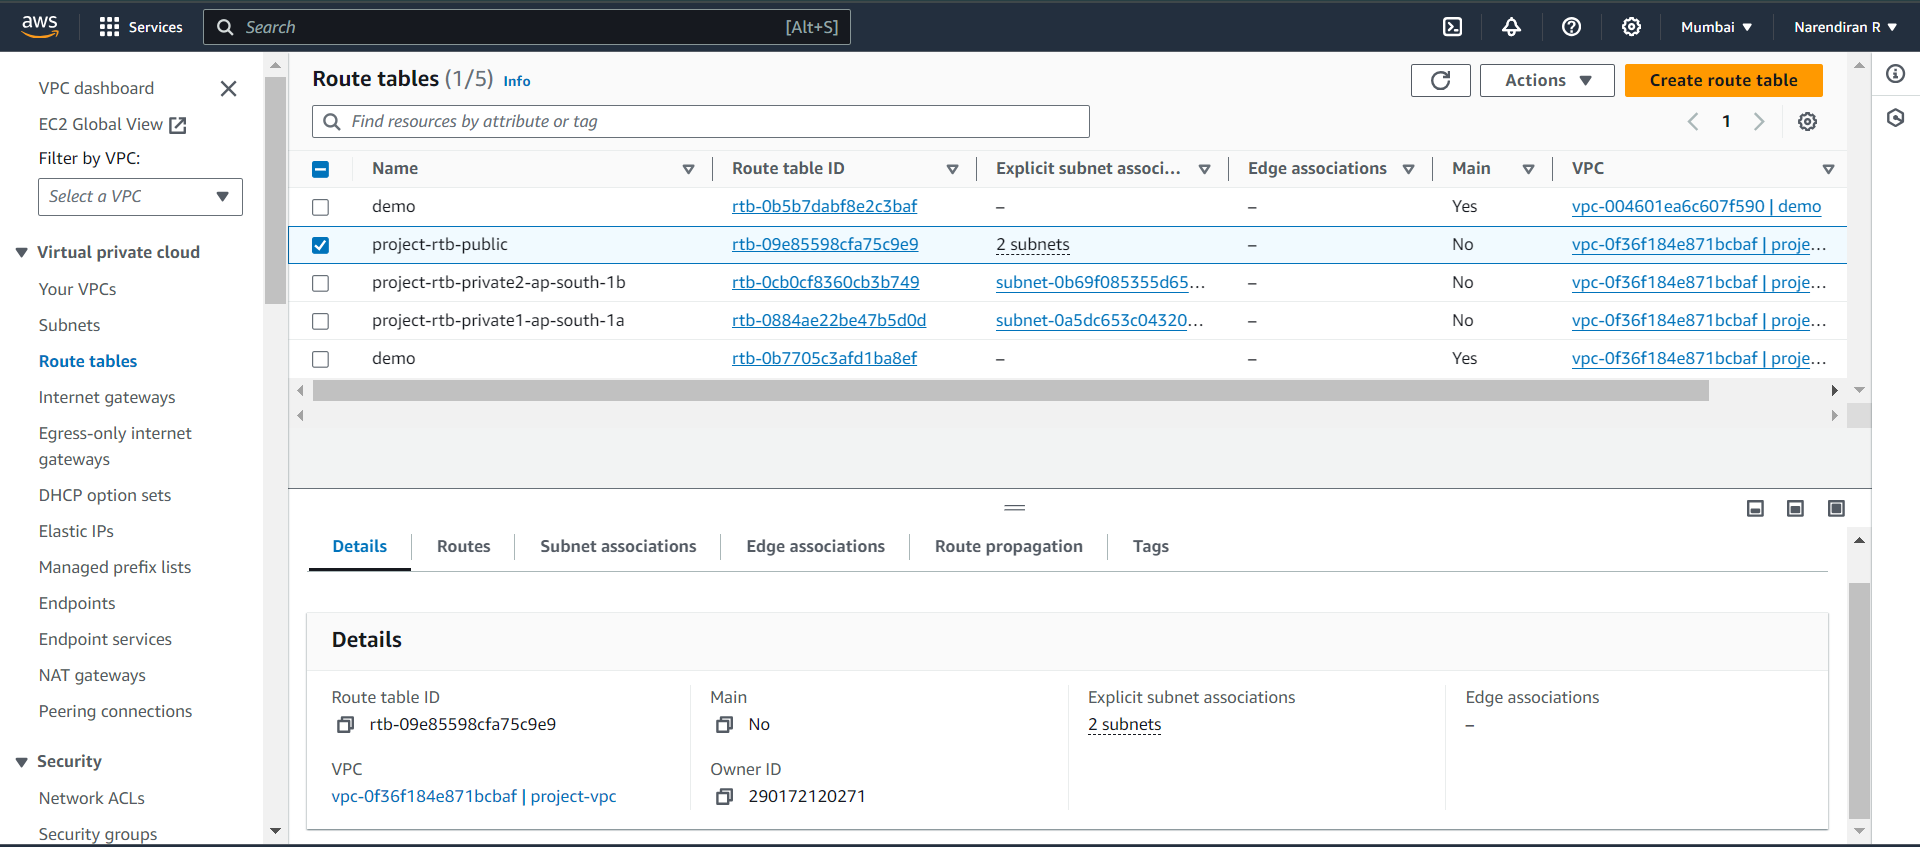 aws Services Search [Alt+S] Mumbai Narendiran R
VPC dashboard
EC2 Global View
Filter by VPC:
Select a VPC
Virtual private cloud
Your VPCs
Subnets
Route tables
Internet gateways
Egress-only internet
gateways
DHCP option sets
Elastic IPs
Managed prefix lists
Endpoints
Endpoint services
NAT gateways
Peering connections
Security
Network ACLs
Security groups
Route tables (1/5) Info
Actions Create route table
Find resources by attribute or tag
1
Name Route table ID Explicit subnet associ... Edge associations Main VPC
demo rtb-0b5b7dabf8e2c3baf – – Yes vpc-004601ea6c607f590 | demo
project-rtb-public rtb-09e85598cfa75c9e9 2 subnets – No vpc-0f36f184e871bcbaf | proje...
project-rtb-private2-ap-south-1b rtb-0cb0cf8360cb3b749 subnet-0b69f085355d65... – No vpc-0f36f184e871bcbaf | proje...
project-rtb-private1-ap-south-1a rtb-0884ae22be47b5d0d subnet-0a5dc653c04320... – No vpc-0f36f184e871bcbaf | proje...
demo rtb-0b7705c3afd1ba8ef – – Yes vpc-0f36f184e871bcbaf | proje...
Details Routes Subnet associations Edge associations Route propagation Tags
Details
Route table ID
rtb-09e85598cfa75c9e9
Main
No
Explicit subnet associations
2 subnets
Edge associations
–
VPC
vpc-0f36f184e871bcbaf | project-vpc
Owner ID
290172120271